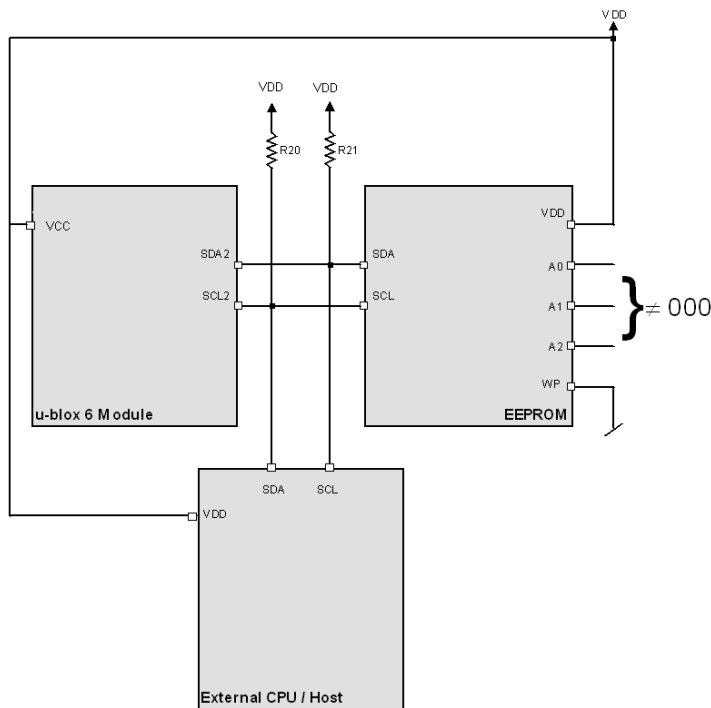 VDD
VDD VDD
R20 R21
VCC
VDD
SDA2
SDA
A0
SCL2
SCL
A1
≠ 000
A2
WP
u-blox 6 Module
EEPROM
SDA SCL
VDD
External CPU / Host